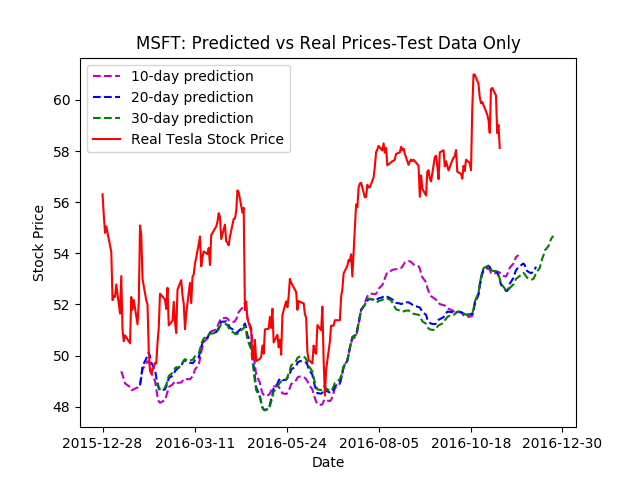 MSFT: Predicted vs Real Prices-Test Data Only
10-day prediction
20-day prediction
30-day prediction
Real Tesla Stock Price
Stock Price
60
58
56
54
52
50
48
2015-12-28 2016-03-11 2016-05-24 2016-08-05 2016-10-18 2016-12-30
Date